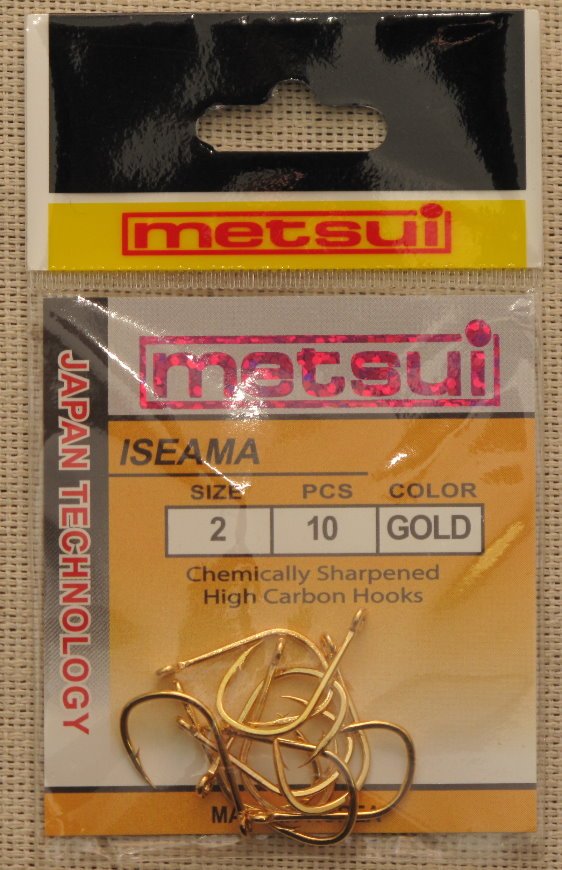 metsui
metsui
JAPAN TECHNOLOGY
ISEAMA
SIZE PCS COLOR
2 10 GOLD
Chemically Sharpened
High Carbon Hooks